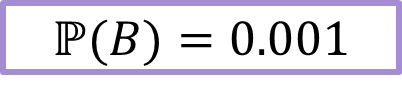 ℙ(𝐵) = 0.001